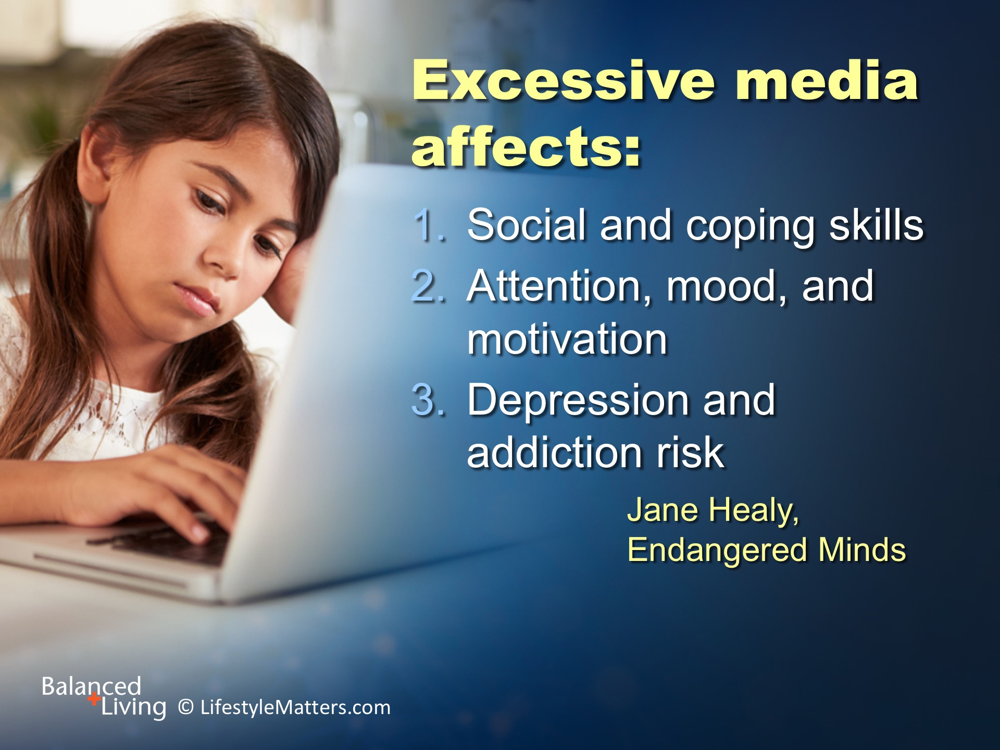 Excessive media
affects:
1. Social and coping skills
2. Attention, mood, and
motivation
3. Depression and
addiction risk
Jane Healy,
Endangered Minds
Balanced
+Living © LifestyleMatters.com